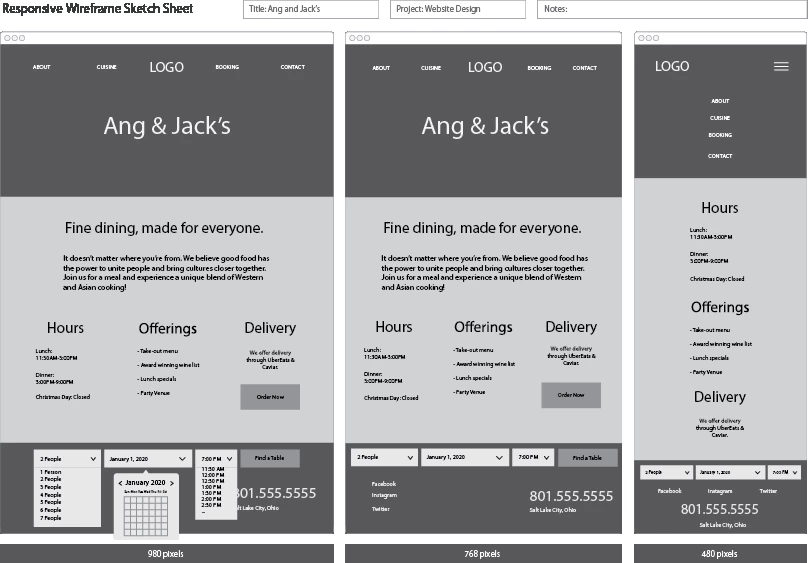 Responsive Wireframe Sketch Sheet
Title: Ang and Jack's
Project: Website Design
Notes:
ABOUT
CUISINE
LOGO
BOOKING
CONTACT
Ang & Jack's
Fine dining, made for everyone.
It doesn't matter where you're from. We believe good food has
the power to unite people and bring cultures closer together.
Join us for a meal and experience a unique blend of Western
and Asian cooking!
Hours
Lunch:
11:30AM-3:00PM
Dinner:
3:00PM-9:00PM
Christmas Day: Closed
Offerings
- Take-out menu
- Award winning wine list
- Lunch specials
- Party Venue
Delivery
We offer delivery
through UberEats &
Caviar.
Order Now
2 People
January 1, 2020
7:00 PM
Find a Table
1 Person
2 People
3 People
4 People
5 People
6 People
7 People
< January 2020 >
Sun Mon Tue Wed Thu Fri Sat
11:50 AM
12:00 PM
12:50 PM
1:00 PM
1:50 PM
2:00 PM
2:50 PM
...
801.555.5555
Salt Lake City, Ohio
980 pixels
ABOUT
CUISINE
LOGO
BOOKING
CONTACT
Ang & Jack's
Fine dining, made for everyone.
It doesn't matter where you're from. We believe good food has
the power to unite people and bring cultures closer together.
Join us for a meal and experience a unique blend of Western
and Asian cooking!
Hours
Lunch:
11:30AM-3:00PM
Dinner:
3:00PM-9:00PM
Christmas Day: Closed
Offerings
- Take-out menu
- Award winning wine list
- Lunch specials
- Party Venue
Delivery
We offer delivery
through UberEats &
Caviar.
Order Now
2 People
January 1, 2020
7:00 PM
Find a Table
Facebook
Instagram
Twitter
801.555.5555
Salt Lake City, Ohio
768 pixels
LOGO
ABOUT
CUISINE
BOOKING
CONTACT
Hours
Lunch:
11:30AM-3:00PM
Dinner:
3:00PM-9:00PM
Christmas Day: Closed
Offerings
- Take-out menu
- Award winning wine list
- Lunch specials
- Party Venue
Delivery
We offer delivery
through UberEats &
Caviar.
2 People
January 1, 2020
7:00 PM
Facebook
Instagram
Twitter
801.555.5555
Salt Lake City, Ohio
480 pixels